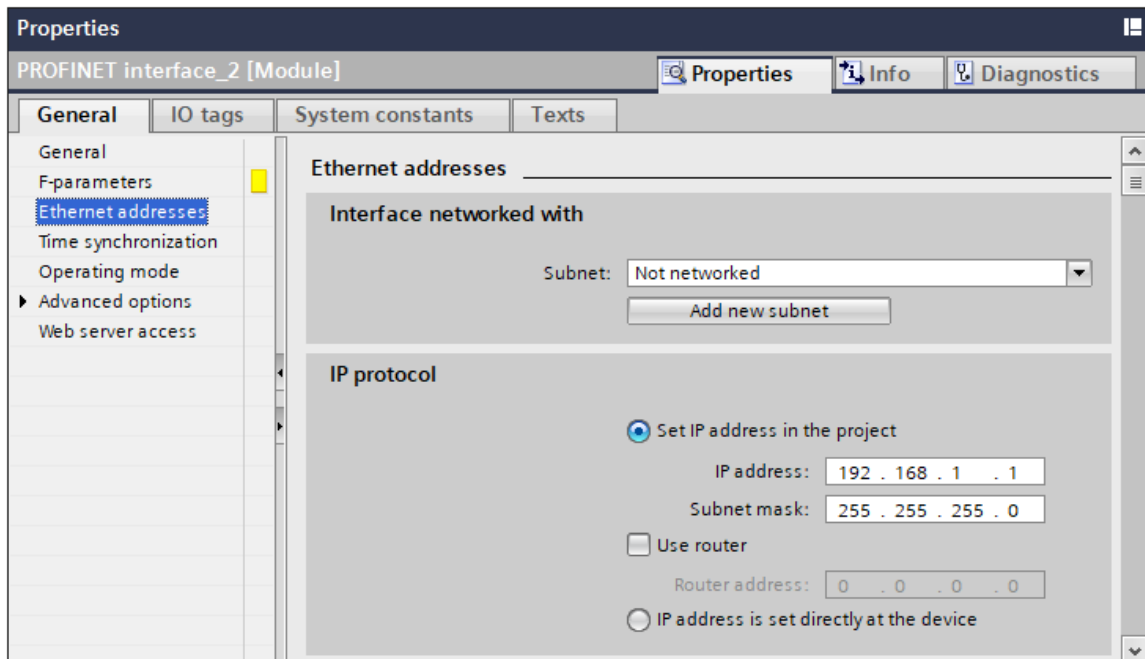 Properties
PROFINET interface_2 [Module]
Properties
Info
Diagnostics
General
IO tags
System constants
Texts
General
F-parameters
Ethernet addresses
Time synchronization
Operating mode
Advanced options
Web server access
Ethernet addresses
Interface networked with
Subnet: Not networked
Add new subnet
IP protocol
Set IP address in the project
IP address: 192 . 168 . 1 . 1
Subnet mask: 255 . 255 . 255 . 0
Use router
Router address: 0 . 0 . 0 . 0
IP address is set directly at the device